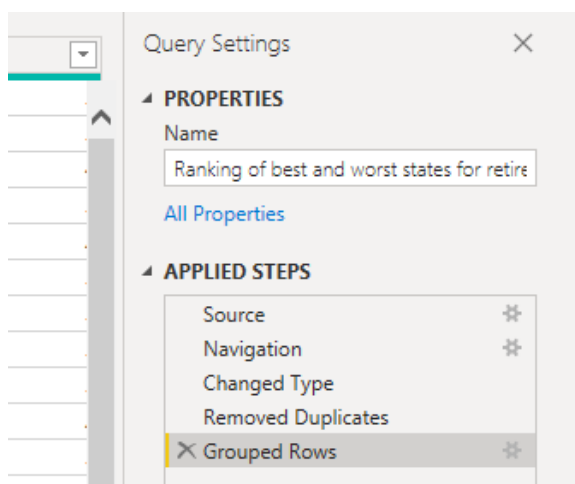 Query Settings
PROPERTIES
Name
Ranking of best and worst states for retire
All Properties
APPLIED STEPS
Source
Navigation
Changed Type
Removed Duplicates
Grouped Rows